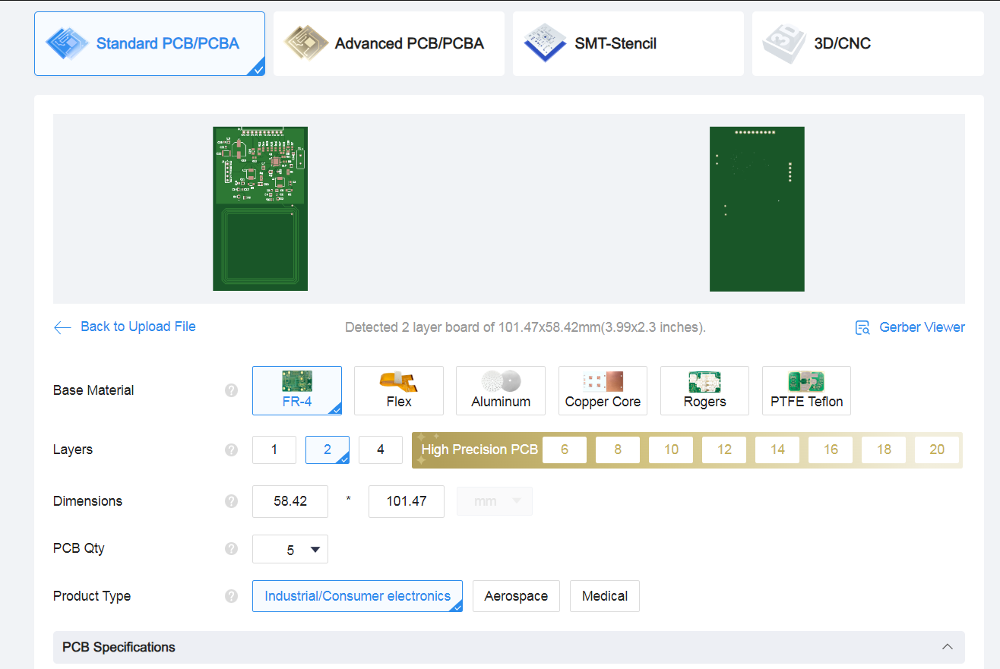 Standard PCB/PCBA Advanced PCB/PCBA SMT-Stencil 3D/CNC
Back to Upload File Detected 2 layer board of 101.47x58.42mm(3.99x2.3 inches). Gerber Viewer
Base Material ? FR-4 Flex Aluminum Copper Core Rogers PTFE Teflon
Layers ? 1 2 4 High Precision PCB 6 8 10 12 14 16 18 20
Dimensions ? 58.42 * 101.47 mm
PCB Qty ? 5
Product Type ? Industrial/Consumer electronics Aerospace Medical
PCB Specifications